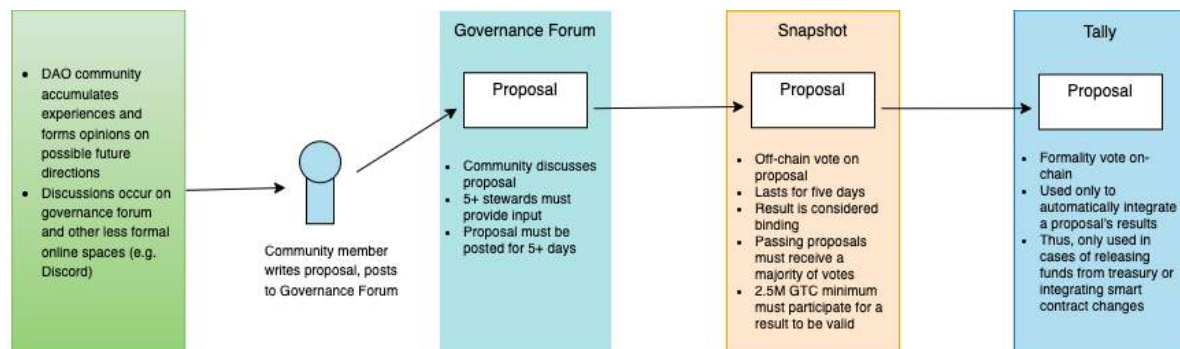 • DAO community
accumulates
experiences and
forms opinions on
possible future
directions
• Discussions occur on
governance forum
and other less formal
online spaces (e.g.
Discord)
Community member
writes proposal, posts
to Governance Forum
Governance Forum
Proposal
• Community discusses
proposal
• 5+ stewards must
provide input
• Proposal must be
posted for 5+ days
Snapshot
Proposal
• Off-chain vote on
proposal
• Lasts for five days
• Result is considered
binding
• Passing proposals
must receive a
majority of votes
• 2.5M GTC minimum
must participate for a
result to be valid
Tally
Proposal
• Formality vote on-
chain
• Used only to
automatically integrate
a proposal's results
• Thus, only used in
cases of releasing
funds from treasury or
integrating smart
contract changes